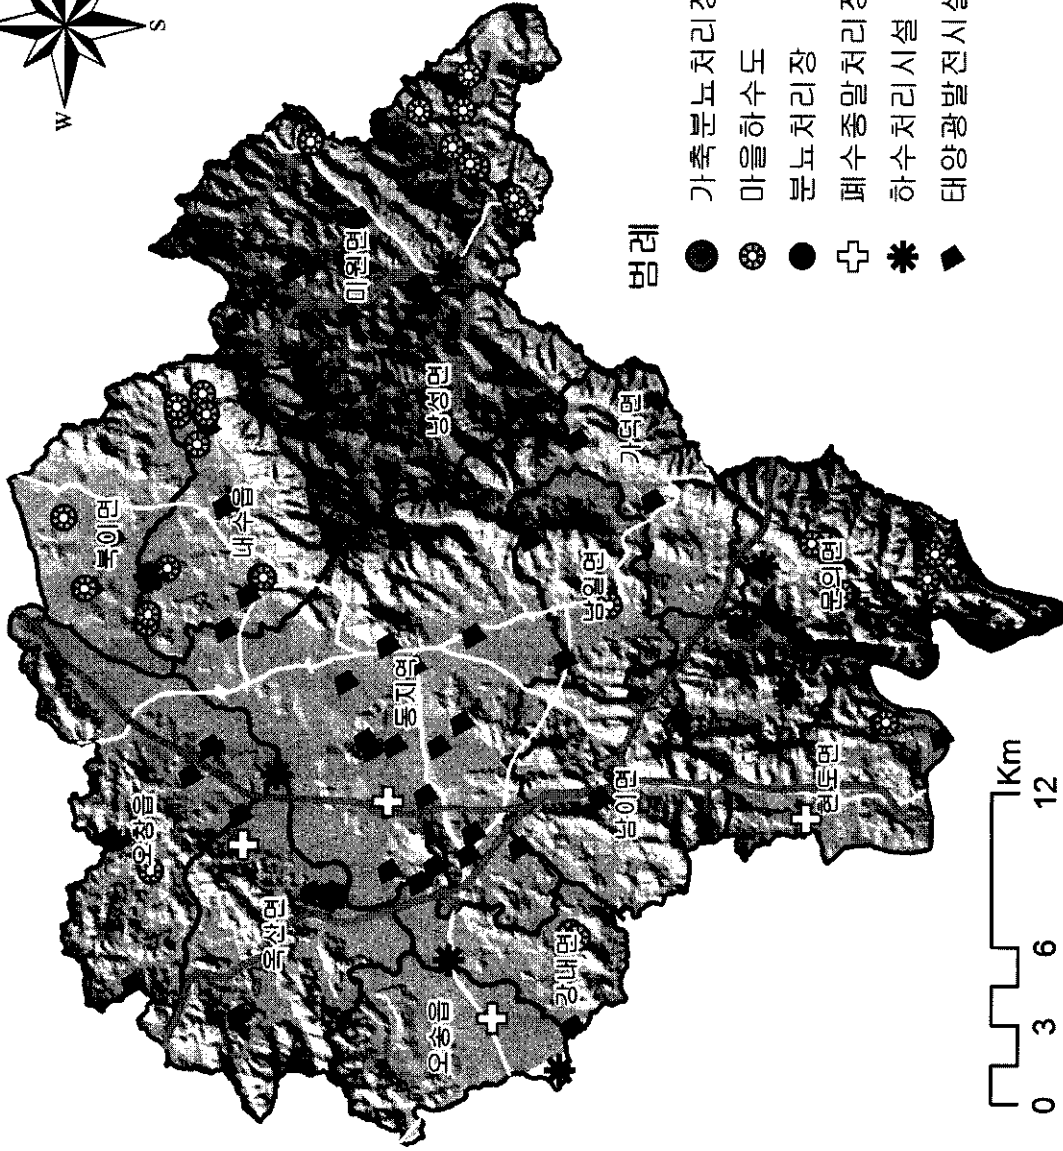 W
S
북이면
내수읍
오창읍
옥산면
오송읍
강내면
동지역
미원면
낭성면
가덕면
남일면
남이면
문의면
현도면
범례
가축분뇨처리장
마을하수도
분뇨처리장
폐수종말처리장
하수처리시설
태양광발전시설
0 3 6 12
Km